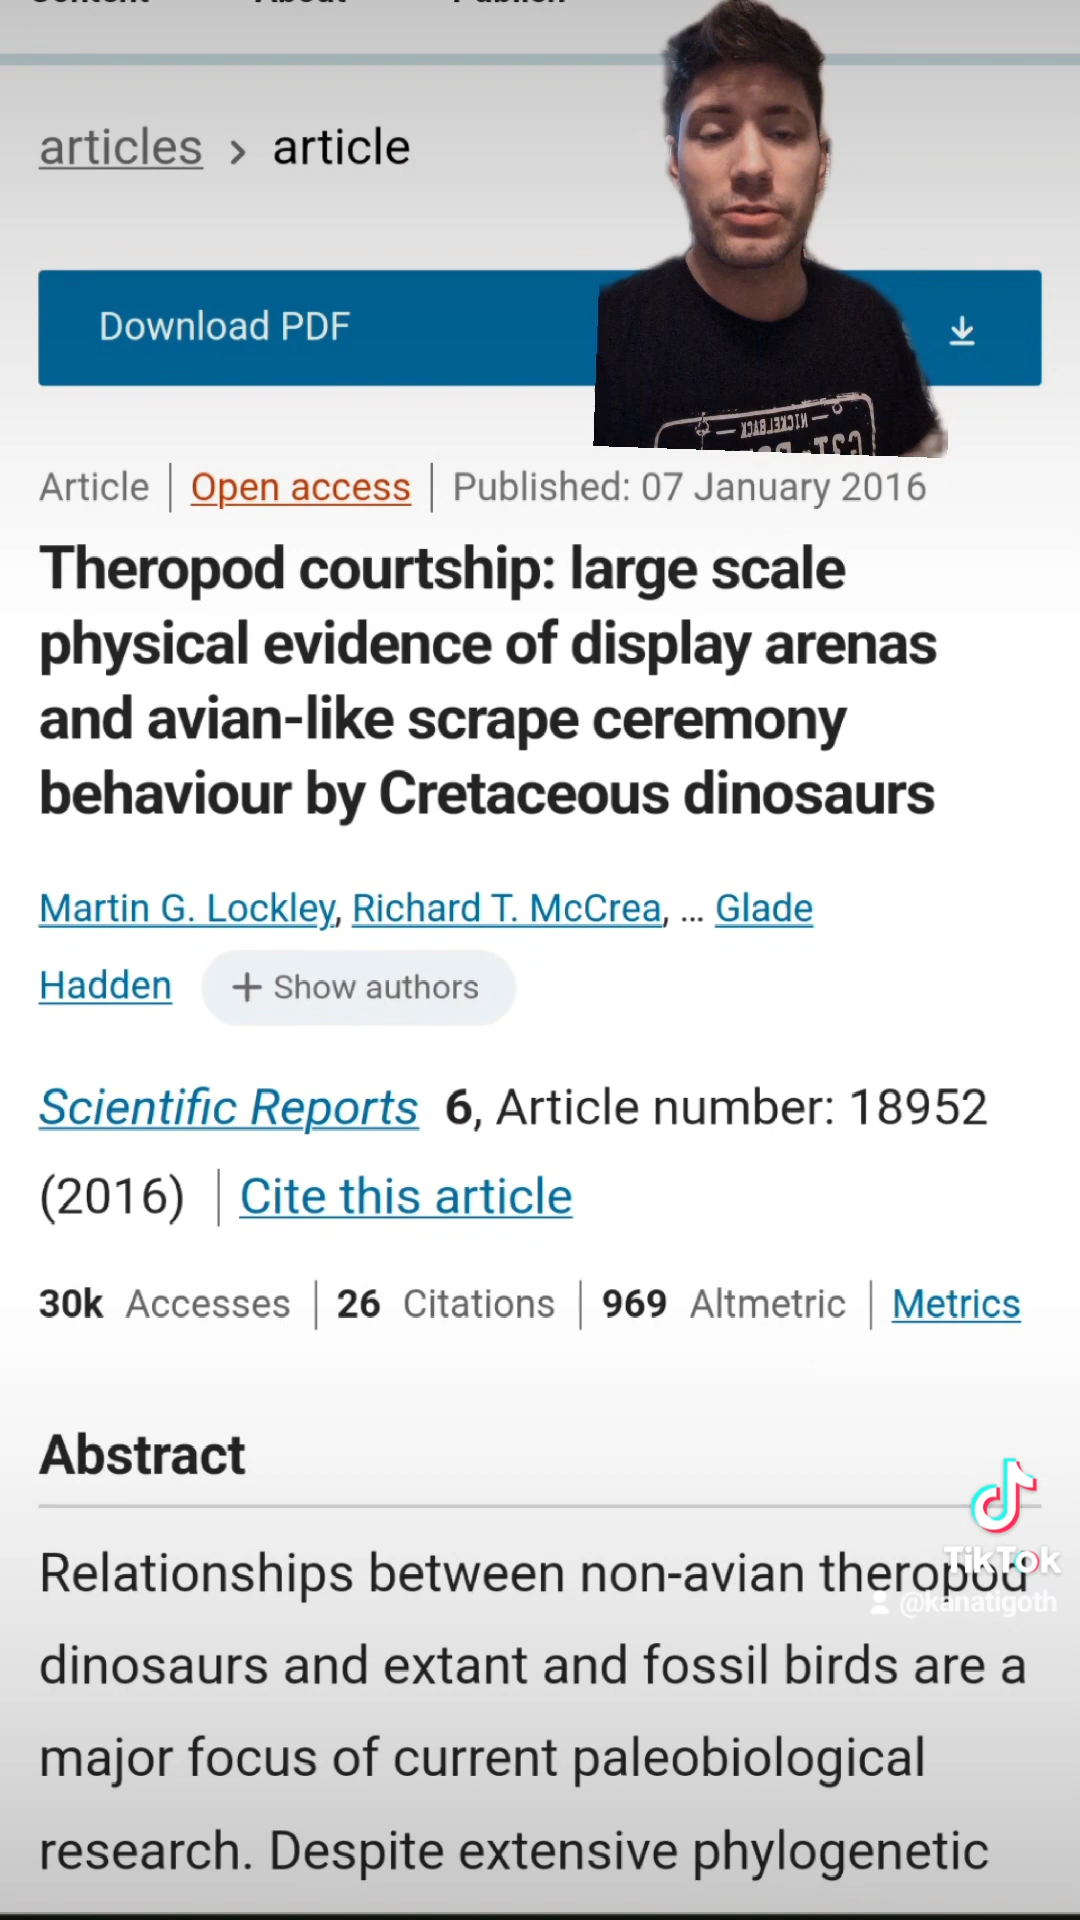 articles > article
Download PDF
Article | Open access | Published: 07 January 2016
Theropod courtship: large scale
physical evidence of display arenas
and avian-like scrape ceremony
behaviour by Cretaceous dinosaurs
Martin G. Lockley, Richard T. McCrea, ... Glade
Hadden + Show authors
Scientific Reports 6, Article number: 18952
(2016) | Cite this article
30k Accesses | 26 Citations | 969 Altmetric | Metrics
Abstract
Relationships between non-avian theropod
dinosaurs and extant and fossil birds are a
major focus of current paleobiological
research. Despite extensive phylogenetic
NICKELBACK
TikTok
@kanatigoth